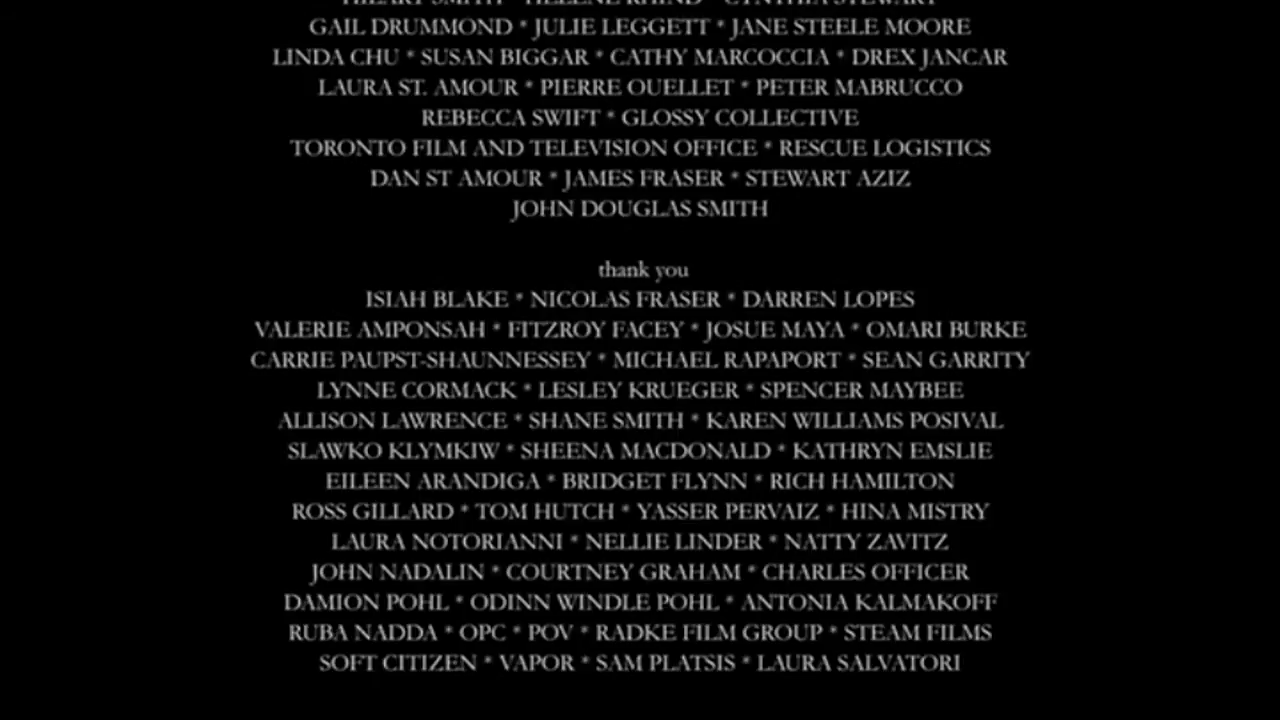 HILARY SMITH * HELENE RHIND * CYNTHIA STEWART
GAIL DRUMMOND * JULIE LEGGETT * JANE STEELE MOORE
LINDA CHU * SUSAN BIGGAR * CATHY MARCOCCIA * DREX JANCAR
LAURA ST. AMOUR * PIERRE OUELLET * PETER MABRUCCO
REBECCA SWIFT * GLOSSY COLLECTIVE
TORONTO FILM AND TELEVISION OFFICE * RESCUE LOGISTICS
DAN ST AMOUR * JAMES FRASER * STEWART AZIZ
JOHN DOUGLAS SMITH
thank you
ISIAH BLAKE * NICOLAS FRASER * DARREN LOPES
VALERIE AMPONSAH * FITZROY FACEY * JOSUE MAYA * OMARI BURKE
CARRIE PAUPST-SHAUNNESSEY * MICHAEL RAPAPORT * SEAN GARRITY
LYNNE CORMACK * LESLEY KRUEGER * SPENCER MAYBEE
ALLISON LAWRENCE * SHANE SMITH * KAREN WILLIAMS POSIVAL
SLAWKO KLYMKIW * SHEENA MACDONALD * KATHRYN EMSLIE
EILEEN ARANDIGA * BRIDGET FLYNN * RICH HAMILTON
ROSS GILLARD * TOM HUTCH * YASSER PERVAIZ * HINA MISTRY
LAURA NOTORIANNI * NELLIE LINDER * NATTY ZAVITZ
JOHN NADALIN * COURTNEY GRAHAM * CHARLES OFFICER
DAMION POHL * ODINN WINDLE POHL * ANTONIA KALMAKOFF
RUBA NADDA * OPC * POV * RADKE FILM GROUP * STEAM FILMS
SOFT CITIZEN * VAPOR * SAM PLATSIS * LAURA SALVATORI